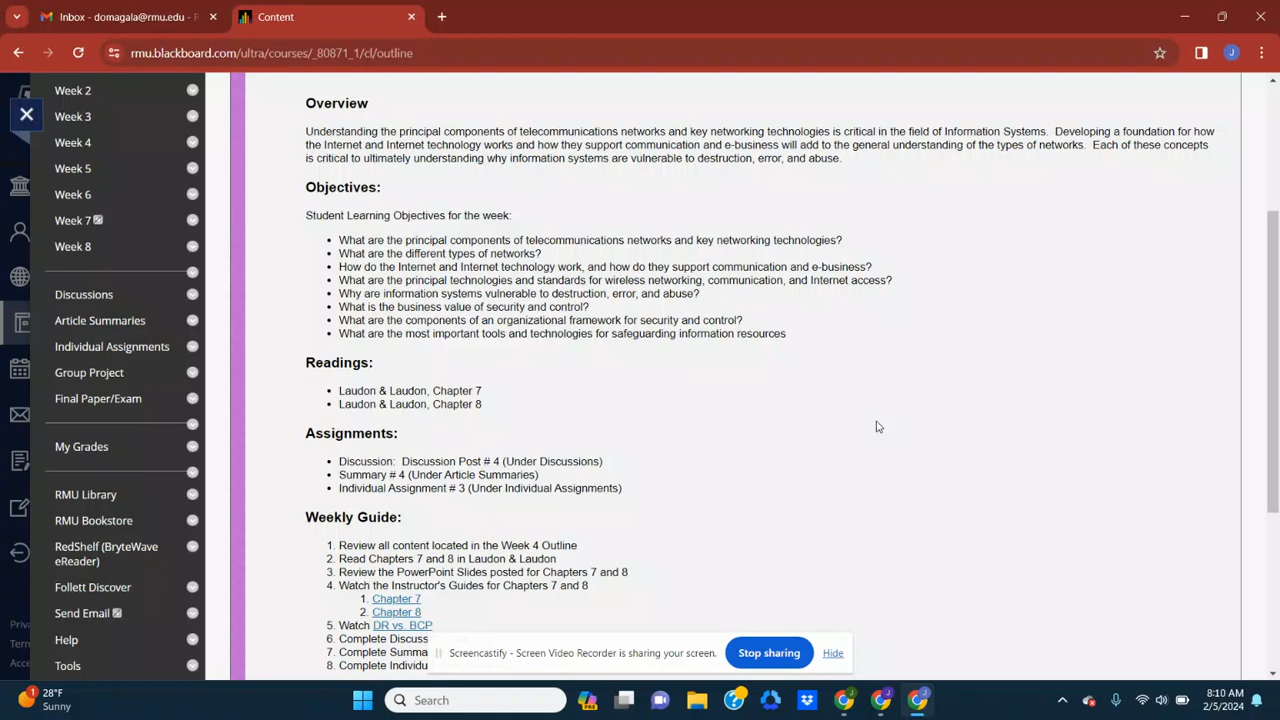 Inbox - domagala@rmu.edu - R
Content
rmu.blackboard.com/ultra/courses/_80871_1/cl/outline
J
Week 2
Week 3
Week 4
Week 5
Week 6
Week 7
Week 8
Discussions
Article Summaries
Individual Assignments
Group Project
Final Paper/Exam
My Grades
RMU Library
RMU Bookstore
RedShelf (BryteWave
eReader)
Follett Discover
Send Email
Help
Tools
Priva
Term
Acce
Overview
Understanding the principal components of telecommunications networks and key networking technologies is critical in the field of Information Systems.  Developing a foundation for how
the Internet and Internet technology works and how they support communication and e-business will add to the general understanding of the types of networks.  Each of these concepts
is critical to ultimately understanding why information systems are vulnerable to destruction, error, and abuse.
Objectives:
Student Learning Objectives for the week:
• What are the principal components of telecommunications networks and key networking technologies?
• What are the different types of networks?
• How do the Internet and Internet technology work, and how do they support communication and e-business?
• What are the principal technologies and standards for wireless networking, communication, and Internet access?
• Why are information systems vulnerable to destruction, error, and abuse?
• What is the business value of security and control?
• What are the components of an organizational framework for security and control?
• What are the most important tools and technologies for safeguarding information resources
Readings:
• Laudon & Laudon, Chapter 7
• Laudon & Laudon, Chapter 8
Assignments:
• Discussion:  Discussion Post # 4 (Under Discussions)
• Summary # 4 (Under Article Summaries)
• Individual Assignment # 3 (Under Individual Assignments)
Weekly Guide:
1. Review all content located in the Week 4 Outline
2. Read Chapters 7 and 8 in Laudon & Laudon
3. Review the PowerPoint Slides posted for Chapters 7 and 8
4. Watch the Instructor's Guides for Chapters 7 and 8
1. Chapter 7
2. Chapter 8
5. Watch DR vs. BCP
6. Complete Discuss
7. Complete Summa
8. Complete Individu
Screencastify - Screen Video Recorder is sharing your screen.
Stop sharing
Hide
28°F
Sunny
Search
8:10 AM
2/5/2024